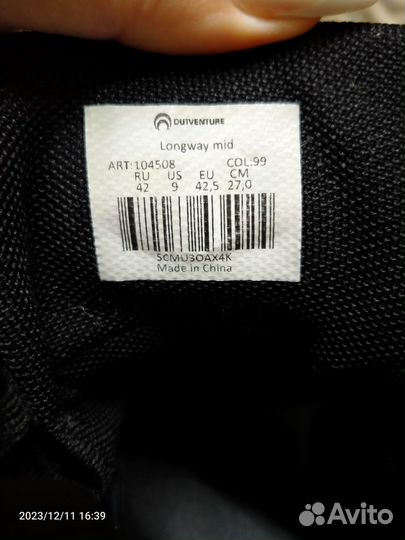 OUTVENTURE
Longway mid
ART:104508 COL:99
RU US EU CM
42 9 42,5 27,0
SCMU3OAX4K
Made in China
2023/12/11 16:39
Avito